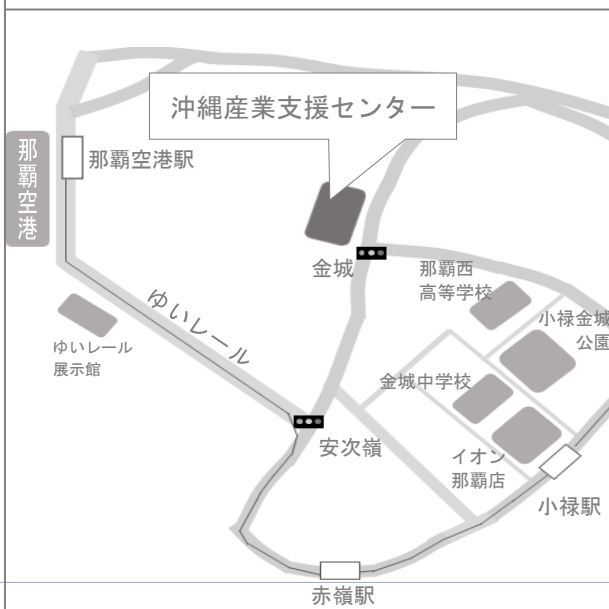 沖縄産業支援センター
那覇空港
那覇空港駅
金城
那覇西
高等学校
ゆいレール
小禄金城
公園
ゆいレール
展示館
金城中学校
安次嶺
イオン
那覇店
小禄駅
赤嶺駅